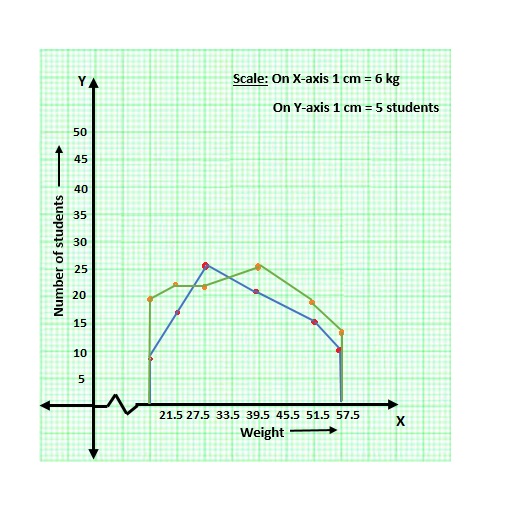 Scale: On X-axis 1 cm = 6 kg
On Y-axis 1 cm = 5 students
Y
50
45
40
35
30
25
20
15
10
5
Number of students
21.5 27.5 33.5 39.5 45.5 51.5 57.5
X
Weight